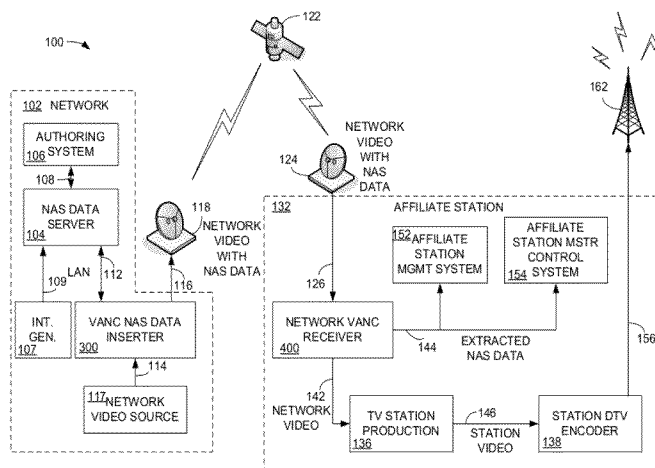 100
122
102 NETWORK
AUTHORING
SYSTEM
106
108
NAS DATA
SERVER
104
LAN
112
109
INT.
GEN.
107
VANC NAS DATA
INSERTER
300
114
117
NETWORK
VIDEO SOURCE
116
118
NETWORK
VIDEO WITH
NAS DATA
124
NETWORK
VIDEO
WITH
NAS
DATA
162
132
AFFILIATE STATION
152
AFFILIATE
STATION
MGMT SYSTEM
AFFILIATE
STATION MSTR
CONTROL
SYSTEM
154
126
NETWORK VANC
RECEIVER
400
144
EXTRACTED
NAS DATA
156
142
NETWORK
VIDEO
TV STATION
PRODUCTION
136
146
STATION
VIDEO
STATION DTV
ENCODER
138